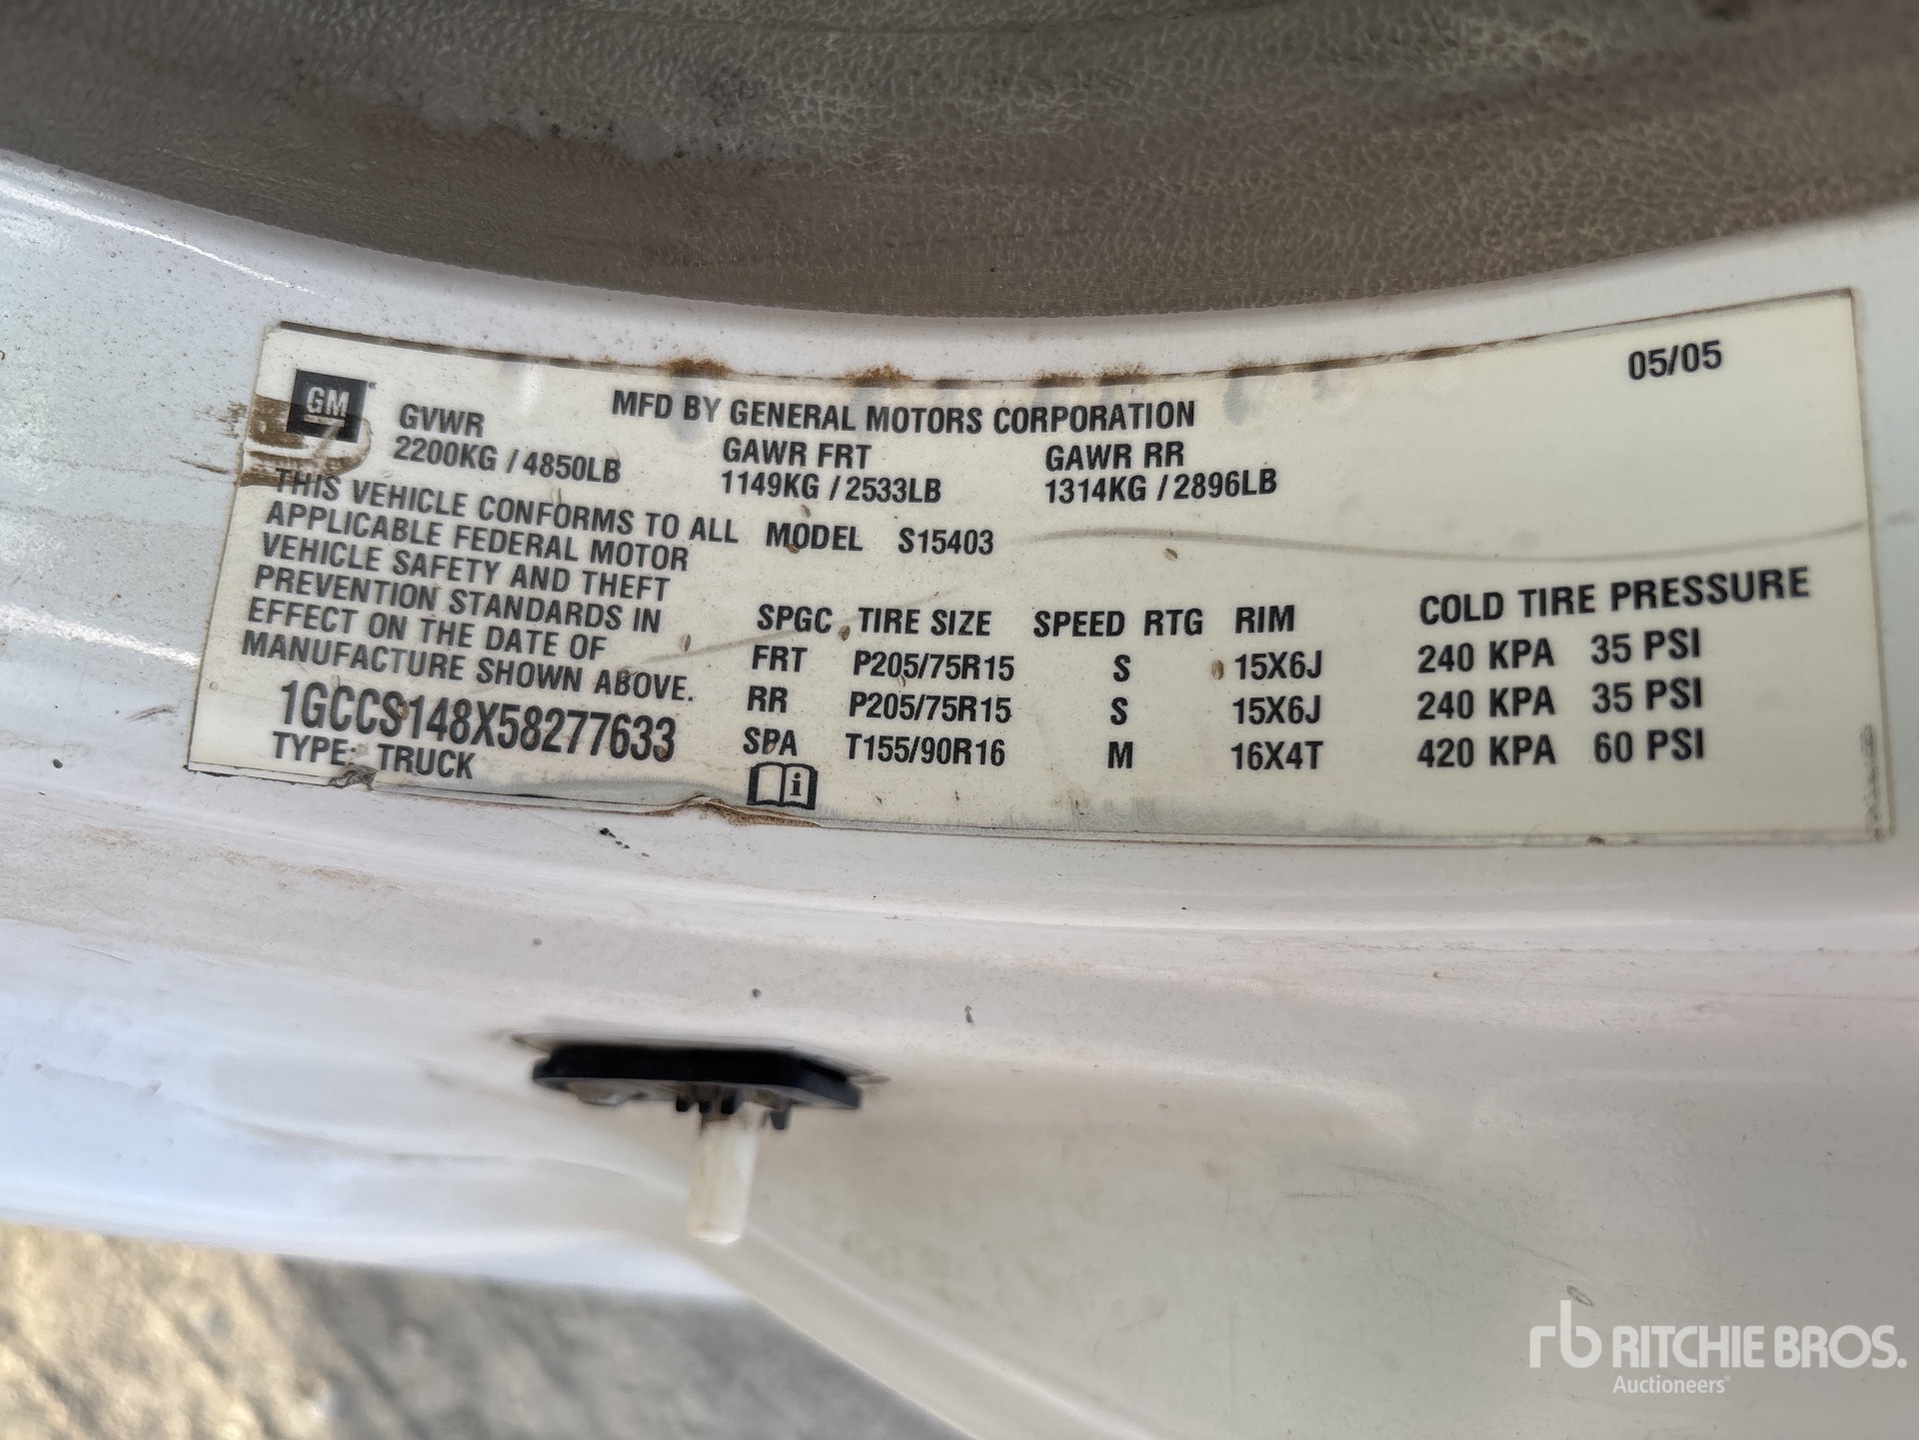 05/05
GM
MFD BY GENERAL MOTORS CORPORATION
GVWR GAWR FRT GAWR RR
2200KG / 4850LB 1149KG / 2533LB 1314KG / 2896LB
THIS VEHICLE CONFORMS TO ALL
APPLICABLE FEDERAL MOTOR
VEHICLE SAFETY AND THEFT
PREVENTION STANDARDS IN
EFFECT ON THE DATE OF
MANUFACTURE SHOWN ABOVE.
1GCCS148X58277633
TYPE: TRUCK
MODEL S15403
SPGC TIRE SIZE SPEED RTG RIM COLD TIRE PRESSURE
FRT P205/75R15 S 15X6J 240 KPA 35 PSI
RR P205/75R15 S 15X6J 240 KPA 35 PSI
SPA T155/90R16 M 16X4T 420 KPA 60 PSI
i
rb RITCHIE BROS.
Auctioneers